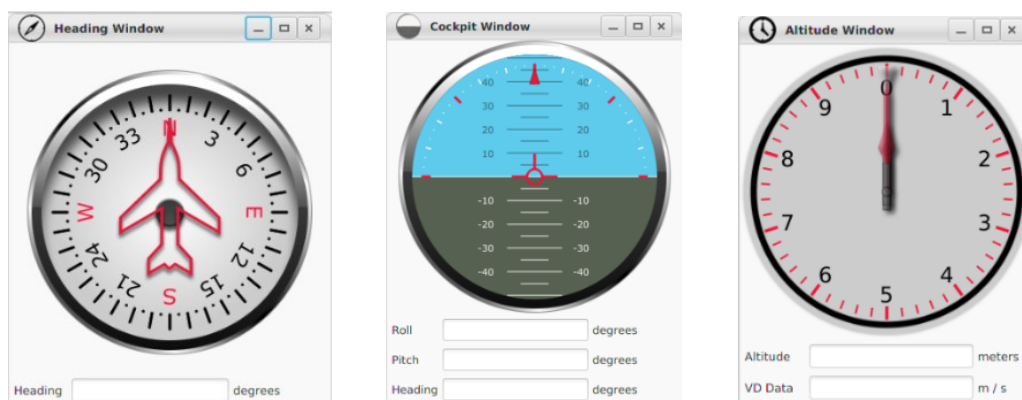 Heading Window
N
33 3
30 6
W E
24 12
21 15
S
Heading degrees
Cockpit Window
40 40
30 30
20 20
10 10
-10 -10
-20 -20
-30 -30
-40 -40
Roll degrees
Pitch degrees
Heading degrees
Altitude Window
0
9 1
8 2
7 3
6 4
5
Altitude meters
VD Data m / s